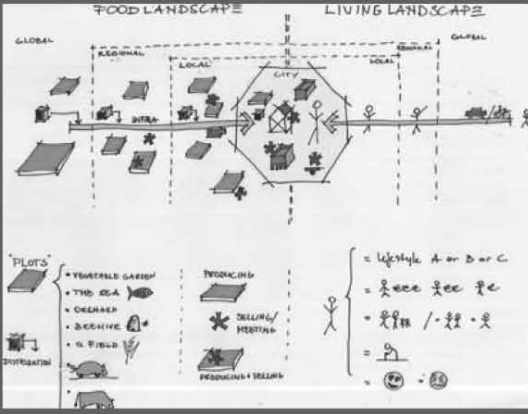 FOOD LANDSCAPE
LIVING LANDSCAPE
GLOBAL
REGIONAL
LOCAL
CITY
LOCAL
REGIONAL
GLOBAL
INFRA
"PLOTS"
• VEGETABLE GARDEN
• THE SEA
• ORCHARD
• BEEHIVE
• A FIELD
DISTRIBUTION
PRODUCING
SELLING/
MEETING
PRODUCING + SELLING
= lifestyle A or B or C